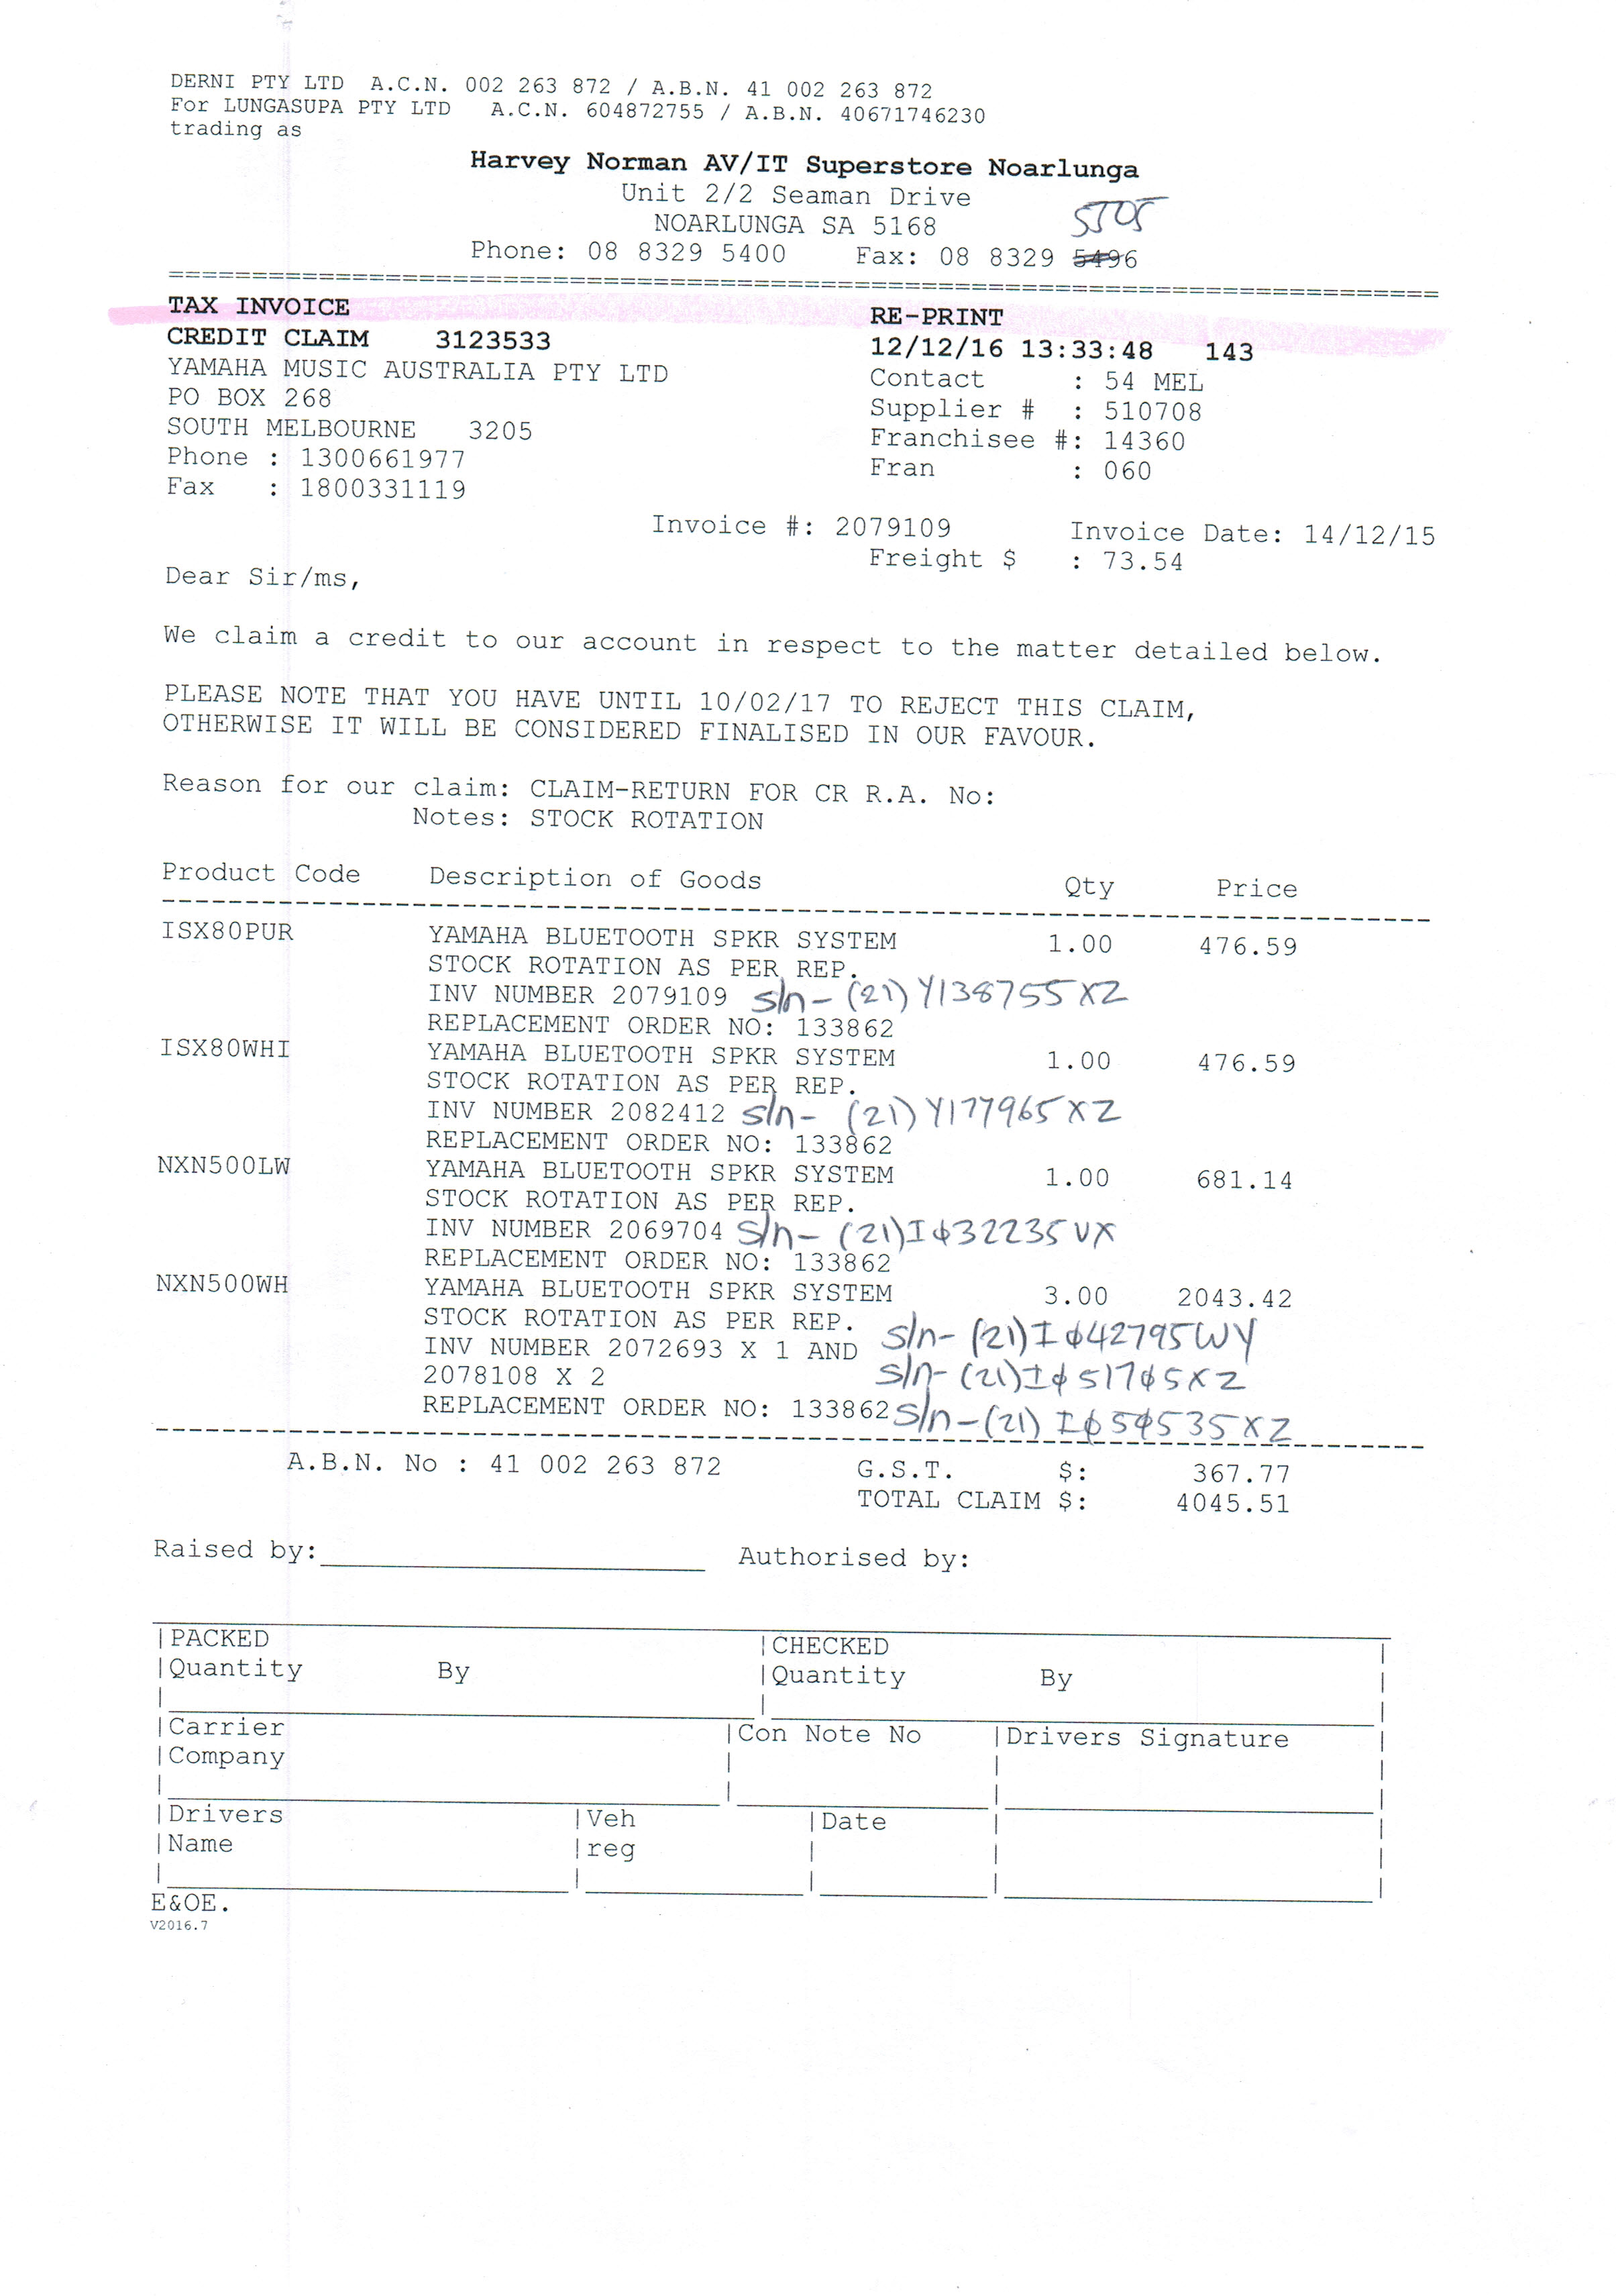 DERNI PTY LTD A.C.N. 002 263 872 / A.B.N. 41 002 263 872
For LUNGASUPA PTY LTD A.C.N. 604872755 / A.B.N. 40671746230
trading as
Harvey Norman AV/IT Superstore Noarlunga
Unit 2/2 Seaman Drive
NOARLUNGA SA 5168
Phone: 08 8329 5400 Fax: 08 8329 5496
TAX INVOICE RE-PRINT
CREDIT CLAIM 3123533 12/12/16 13:33:48 143
YAMAHA MUSIC AUSTRALIA PTY LTD Contact : 54 MEL
PO BOX 268 Supplier # : 510708
SOUTH MELBOURNE 3205 Franchisee #: 14360
Phone : 1300661977 Fran : 060
Fax : 1800331119
Invoice #: 2079109 Invoice Date: 14/12/15
Freight $ : 73.54
Dear Sir/ms,
We claim a credit to our account in respect to the matter detailed below.
PLEASE NOTE THAT YOU HAVE UNTIL 10/02/17 TO REJECT THIS CLAIM,
OTHERWISE IT WILL BE CONSIDERED FINALISED IN OUR FAVOUR.
Reason for our claim: CLAIM-RETURN FOR CR R.A. No:
Notes: STOCK ROTATION
Product Code Description of Goods Qty Price
ISX80PUR YAMAHA BLUETOOTH SPKR SYSTEM 1.00 476.59
STOCK ROTATION AS PER REP.
INV NUMBER 2079109 s/n- (21) Y138755XZ
REPLACEMENT ORDER NO: 133862
ISX80WHI YAMAHA BLUETOOTH SPKR SYSTEM 1.00 476.59
STOCK ROTATION AS PER REP.
INV NUMBER 2082412 s/n- (21) Y177965XZ
REPLACEMENT ORDER NO: 133862
NXN500LW YAMAHA BLUETOOTH SPKR SYSTEM 1.00 681.14
STOCK ROTATION AS PER REP.
INV NUMBER 2069704 s/n- (21)Iϕ32235VX
REPLACEMENT ORDER NO: 133862
NXN500WH YAMAHA BLUETOOTH SPKR SYSTEM 3.00 2043.42
STOCK ROTATION AS PER REP. s/n- (21)Iϕ42795WY
INV NUMBER 2072693 X 1 AND
2078108 X 2 s/n- (21)Iϕ517ϕ5XZ
REPLACEMENT ORDER NO: 133862 s/n-(21) Iϕ5ϕ535XZ
A.B.N. No : 41 002 263 872 G.S.T. $: 367.77
TOTAL CLAIM $: 4045.51
Raised by: Authorised by:
PACKED CHECKED
Quantity By Quantity By
Carrier Con Note No Drivers Signature
Company
Drivers Veh Date
Name reg
E&OE.
V2016.7